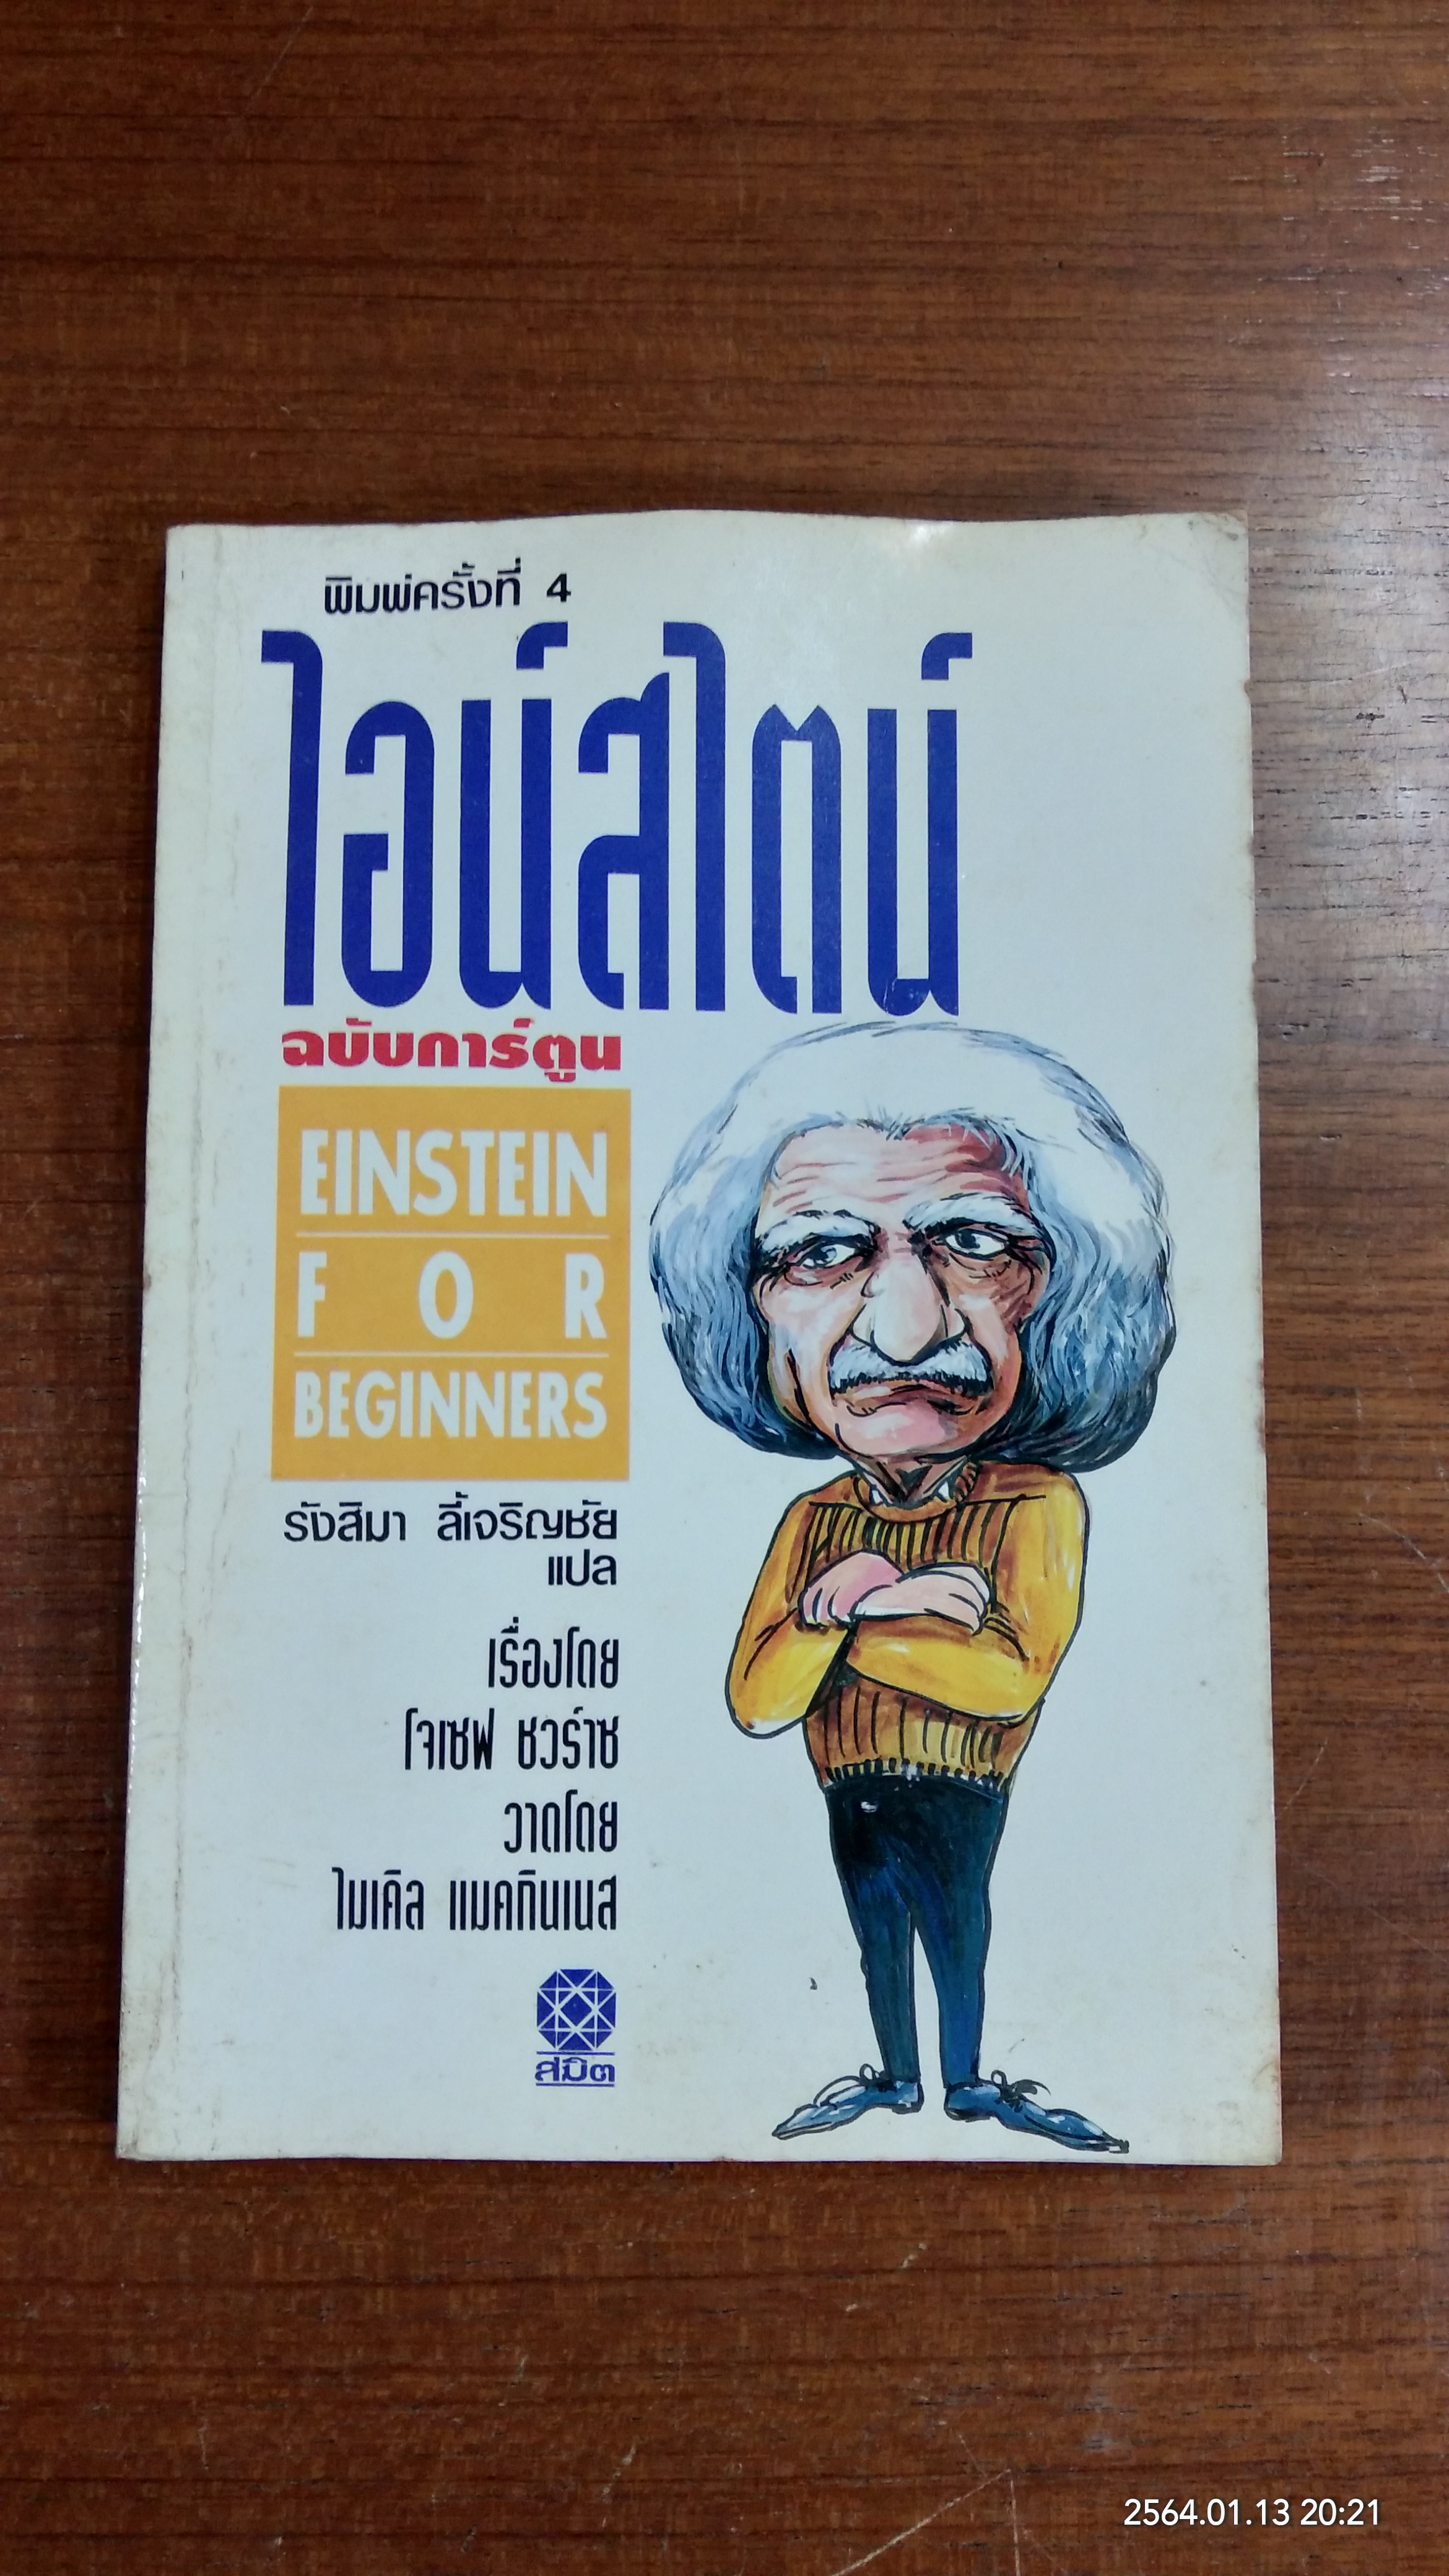 พิมพ์ครั้งที่ 4
ไอน์สไตน์
ฉบับการ์ตูน
EINSTEIN
FOR
BEGINNERS
รังสิมา ลี้เจริญชัย
แปล
เรื่องโดย
โจเซฟ ชวร์าซ
วาดโดย
ไมเคิล แมคกินเนส
สมิต
2564.01.13 20:21